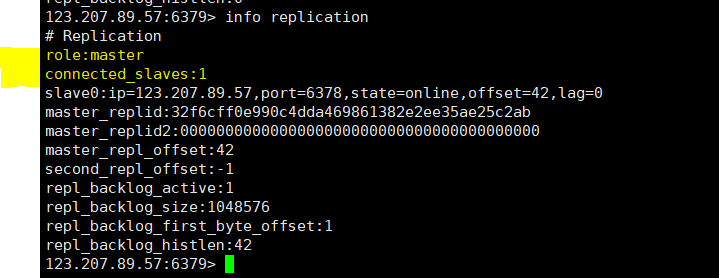 repl_backlog_histlen:0
123.207.89.57:6379> info replication
# Replication
role:master
connected_slaves:1
slave0:ip=123.207.89.57,port=6378,state=online,offset=42,lag=0
master_replid:32f6cff0e990c4dda469861382e2ee35ae25c2ab
master_replid2:0000000000000000000000000000000000000000
master_repl_offset:42
second_repl_offset:-1
repl_backlog_active:1
repl_backlog_size:1048576
repl_backlog_first_byte_offset:1
repl_backlog_histlen:42
123.207.89.57:6379>